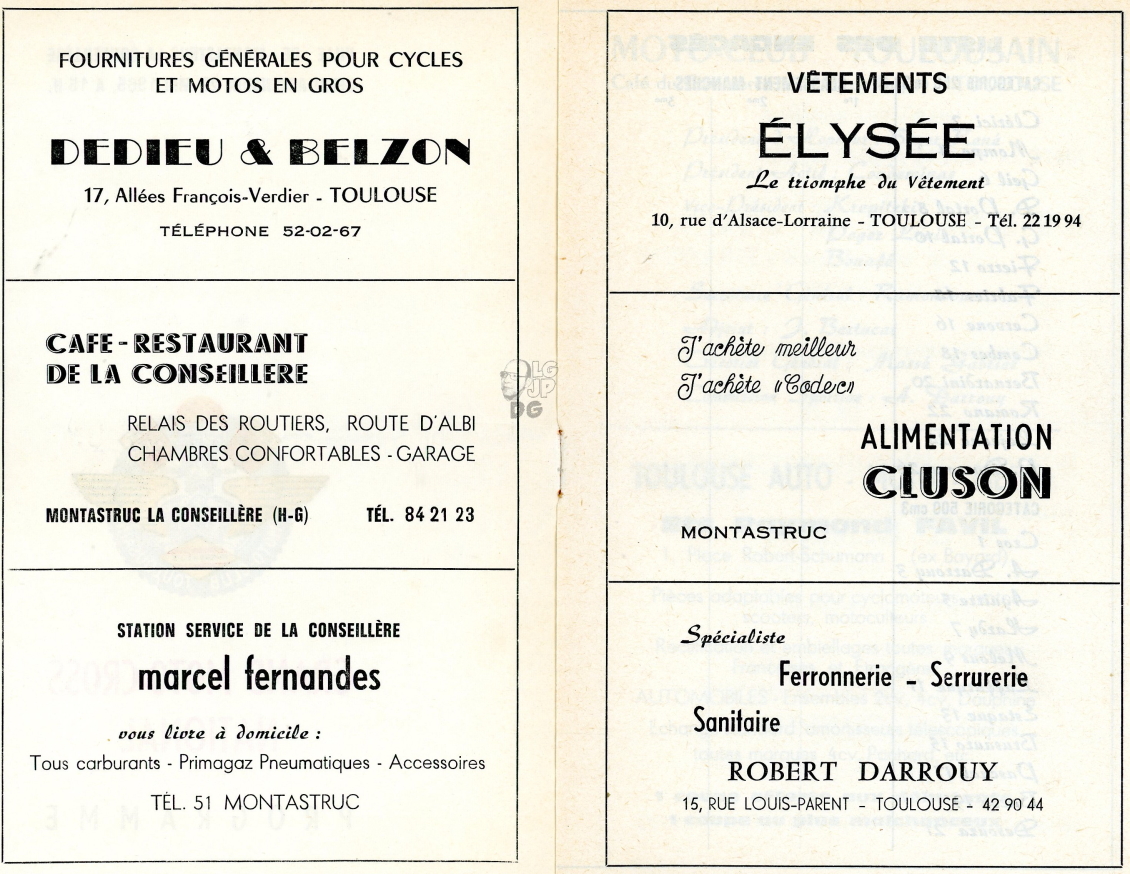 FOURNITURES GÉNÉRALES POUR CYCLES
ET MOTOS EN GROS
DEDIEU & BELZON
17, Allées François-Verdier - TOULOUSE
TÉLÉPHONE 52-02-67
CAFE-RESTAURANT
DE LA CONSEILLERE
RELAIS DES ROUTIERS, ROUTE D'ALBI
CHAMBRES CONFORTABLES - GARAGE
MONTASTRUC LA CONSEILLÈRE (H-G) TÉL. 84 21 23
STATION SERVICE DE LA CONSEILLÈRE
marcel fernandes
vous livre à domicile :
Tous carburants - Primagaz Pneumatiques - Accessoires
TÉL. 51 MONTASTRUC
VÊTEMENTS
ÉLYSÉE
Le triomphe du Vêtement
10, rue d'Alsace-Lorraine - TOULOUSE - Tél. 22 19 94
J'achète meilleur
J'achète «Codec»
ALIMENTATION
CLUSON
MONTASTRUC
Spécialiste
Ferronnerie - Serrurerie
Sanitaire
ROBERT DARROUY
15, RUE LOUIS-PARENT - TOULOUSE - 42 90 44
LG
JP
DG